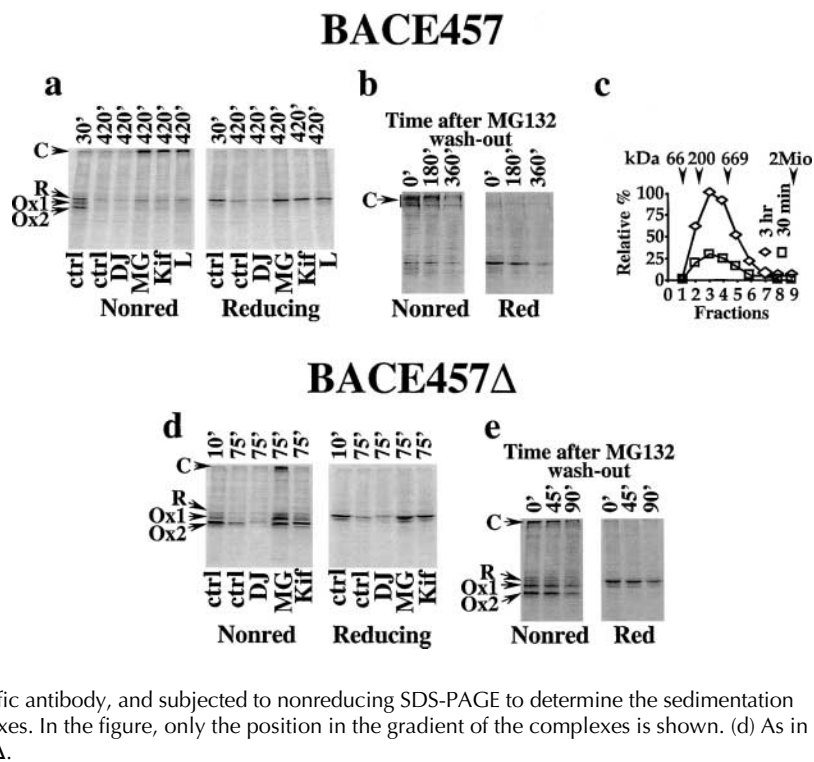 BACE457
a
30' 420' 420' 420' 420' 420'
30' 420' 420' 420' 420' 420'
C
R
Ox1
Ox2
ctrl ctrl DJ MG Kif L
ctrl ctrl DJ MG Kif L
Nonred
Reducing
b
Time after MG132
wash-out
0' 180' 360'
0' 180' 360'
C
Nonred
Red
c
kDa 66 200 669 2Mio
Relative %
100
75
50
25
0
0 1 2 3 4 5 6 7 8 9
Fractions
3 hr
30 min
BACE457Δ
d
10' 75' 75' 75' 75'
10' 75' 75' 75' 75'
C
R
Ox1
Ox2
ctrl ctrl DJ MG Kif
ctrl ctrl DJ MG Kif
Nonred
Reducing
e
Time after MG132
wash-out
0' 45' 90'
0' 45' 90'
C
R
Ox1
Ox2
Nonred
Red
fic antibody, and subjected to nonreducing SDS-PAGE to determine the sedimentation
xes. In the figure, only the position in the gradient of the complexes is shown. (d) As in
Δ.